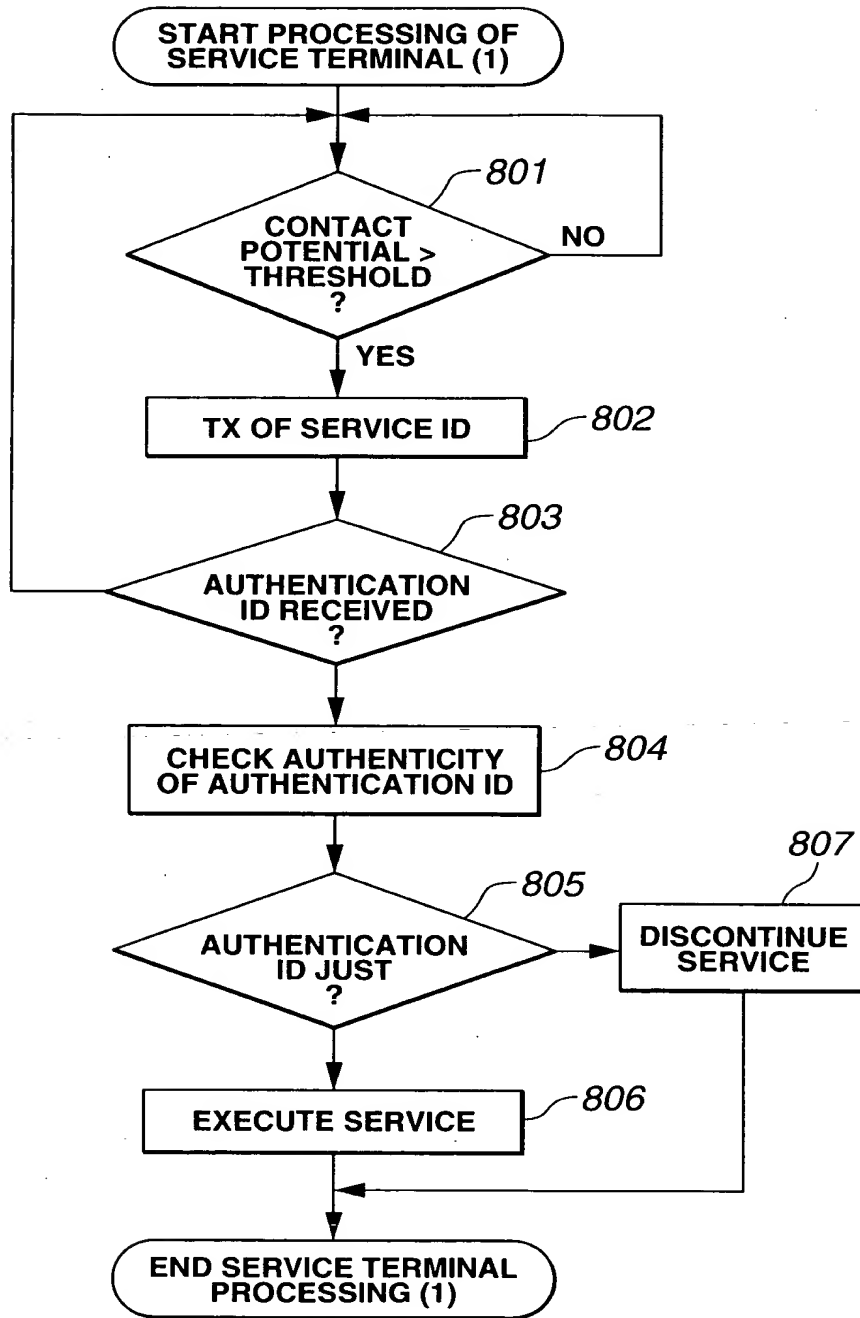 START PROCESSING OF
SERVICE TERMINAL (1)
801
CONTACT
POTENTIAL >
THRESHOLD
?
NO
YES
TX OF SERVICE ID
802
803
AUTHENTICATION
ID RECEIVED
?
CHECK AUTHENTICITY
OF AUTHENTICATION ID
804
805
AUTHENTICATION
ID JUST
?
807
DISCONTINUE
SERVICE
EXECUTE SERVICE
806
END SERVICE TERMINAL
PROCESSING (1)